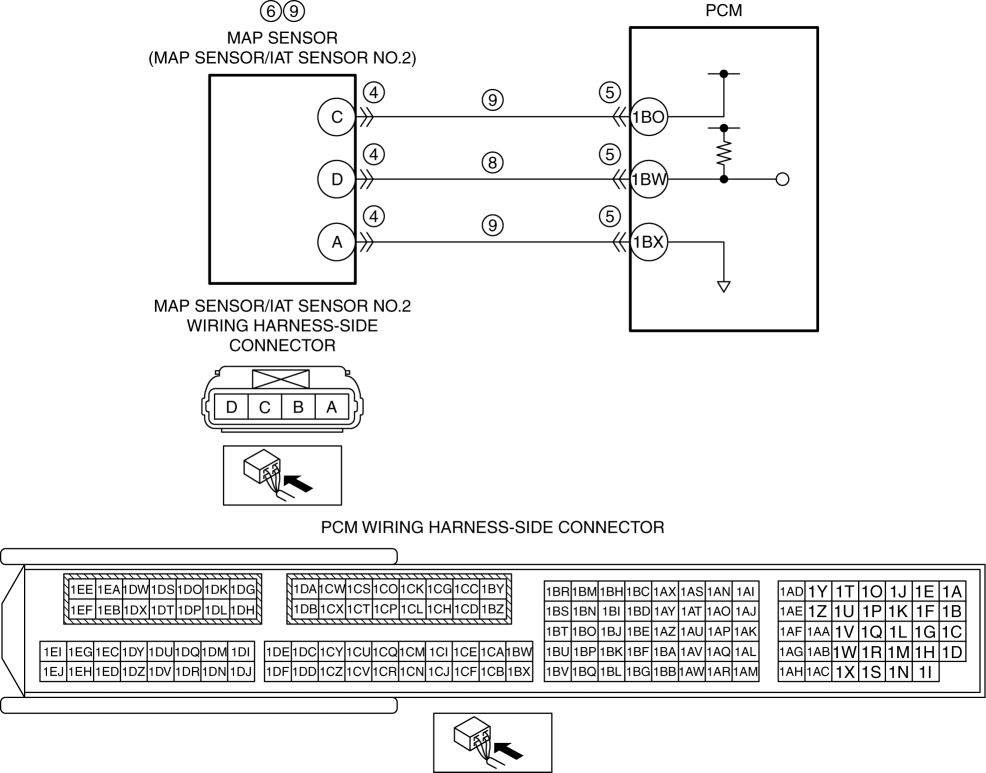 6 9
MAP SENSOR
(MAP SENSOR/IAT SENSOR NO.2)
PCM
C 4 9 5 1BO
D 4 8 5 1BW
A 4 9 5 1BX
MAP SENSOR/IAT SENSOR NO.2
WIRING HARNESS-SIDE
CONNECTOR
D C B A
PCM WIRING HARNESS-SIDE CONNECTOR
1EE 1EA 1DW 1DS 1DO 1DK 1DG
1EF 1EB 1DX 1DT 1DP 1DL 1DH
1EI 1EG 1EC 1DY 1DU 1DQ 1DM 1DI
1EJ 1EH 1ED 1DZ 1DV 1DR 1DN 1DJ
1DA 1CW 1CS 1CO 1CK 1CG 1CC 1BY
1DB 1CX 1CT 1CP 1CL 1CH 1CD 1BZ
1DE 1DC 1CY 1CU 1CQ 1CM 1CI 1CE 1CA 1BW
1DF 1DD 1CZ 1CV 1CR 1CN 1CJ 1CF 1CB 1BX
1BR 1BM 1BH 1BC 1AX 1AS 1AN 1AI
1BS 1BN 1BI 1BD 1AY 1AT 1AO 1AJ
1BT 1BO 1BJ 1BE 1AZ 1AU 1AP 1AK
1BU 1BP 1BK 1BF 1BA 1AV 1AQ 1AL
1BV 1BQ 1BL 1BG 1BB 1AW 1AR 1AM
1AD 1Y 1T 1O 1J 1E 1A
1AE 1Z 1U 1P 1K 1F 1B
1AF 1AA 1V 1Q 1L 1G 1C
1AG 1AB 1W 1R 1M 1H 1D
1AH 1AC 1X 1S 1N 1I